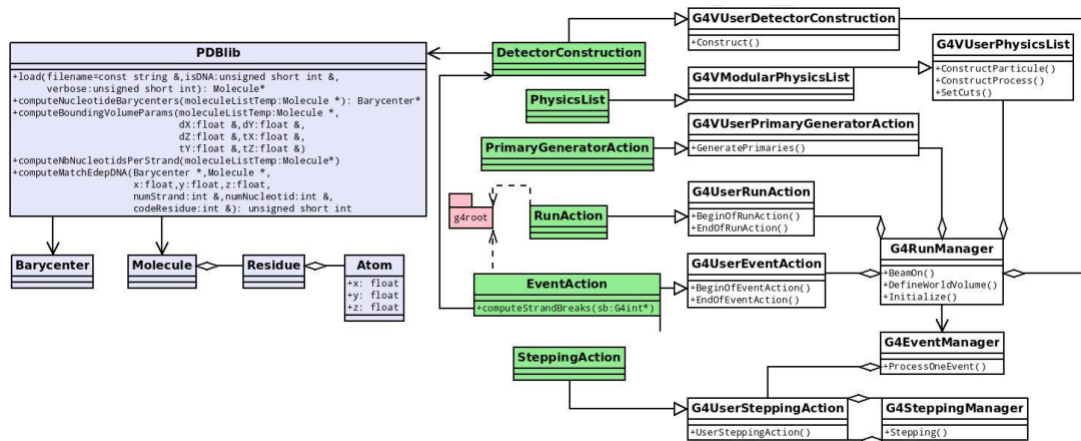 PDBlib
+load(filename=const string &,isDNA:unsigned short int &,
verbose:unsigned short int): Molecule*
+computeNucleotideBarycenters(moleculeListTemp:Molecule *): Barycenter*
+computeBoundingVolumeParams(moleculeListTemp:Molecule *,
dX:float &,dY:float &,
dZ:float &,tX:float &,
tY:float &,tZ:float &)
+computeNbNucleotidsPerStrand(moleculeListTemp:Molecule*)
+computeMatchEdepDNA(Barycenter *,Molecule *,
x:float,y:float,z:float,
numStrand:int &,numNucleotid:int &,
codeResidue:int &): unsigned short int
Barycenter
Molecule
Residue
Atom
+x: float
+y: float
+z: float
DetectorConstruction
PhysicsList
PrimaryGeneratorAction
g4root
RunAction
EventAction
+computeStrandBreaks(sb:G4int*)
SteppingAction
G4VUserDetectorConstruction
+Construct()
G4VModularPhysicsList
G4VUserPhysicsList
+ConstructParticule()
+ConstructProcess()
+SetCuts()
G4VUserPrimaryGeneratorAction
+GeneratePrimaries()
G4UserRunAction
+BeginOfRunAction()
+EndOfRunAction()
G4UserEventAction
+BeginOfEventAction()
+EndOfEventAction()
G4RunManager
+BeamOn()
+DefineWorldVolume()
+Initialize()
G4EventManager
+ProcessOneEvent()
G4UserSteppingAction
+UserSteppingAction()
G4SteppingManager
+Stepping()